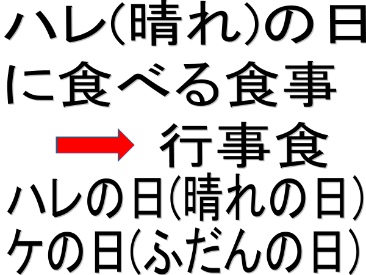 ハレ(晴れ)の日
に食べる食事
行事食
ハレの日(晴れの日)
ケの日(ふだんの日)